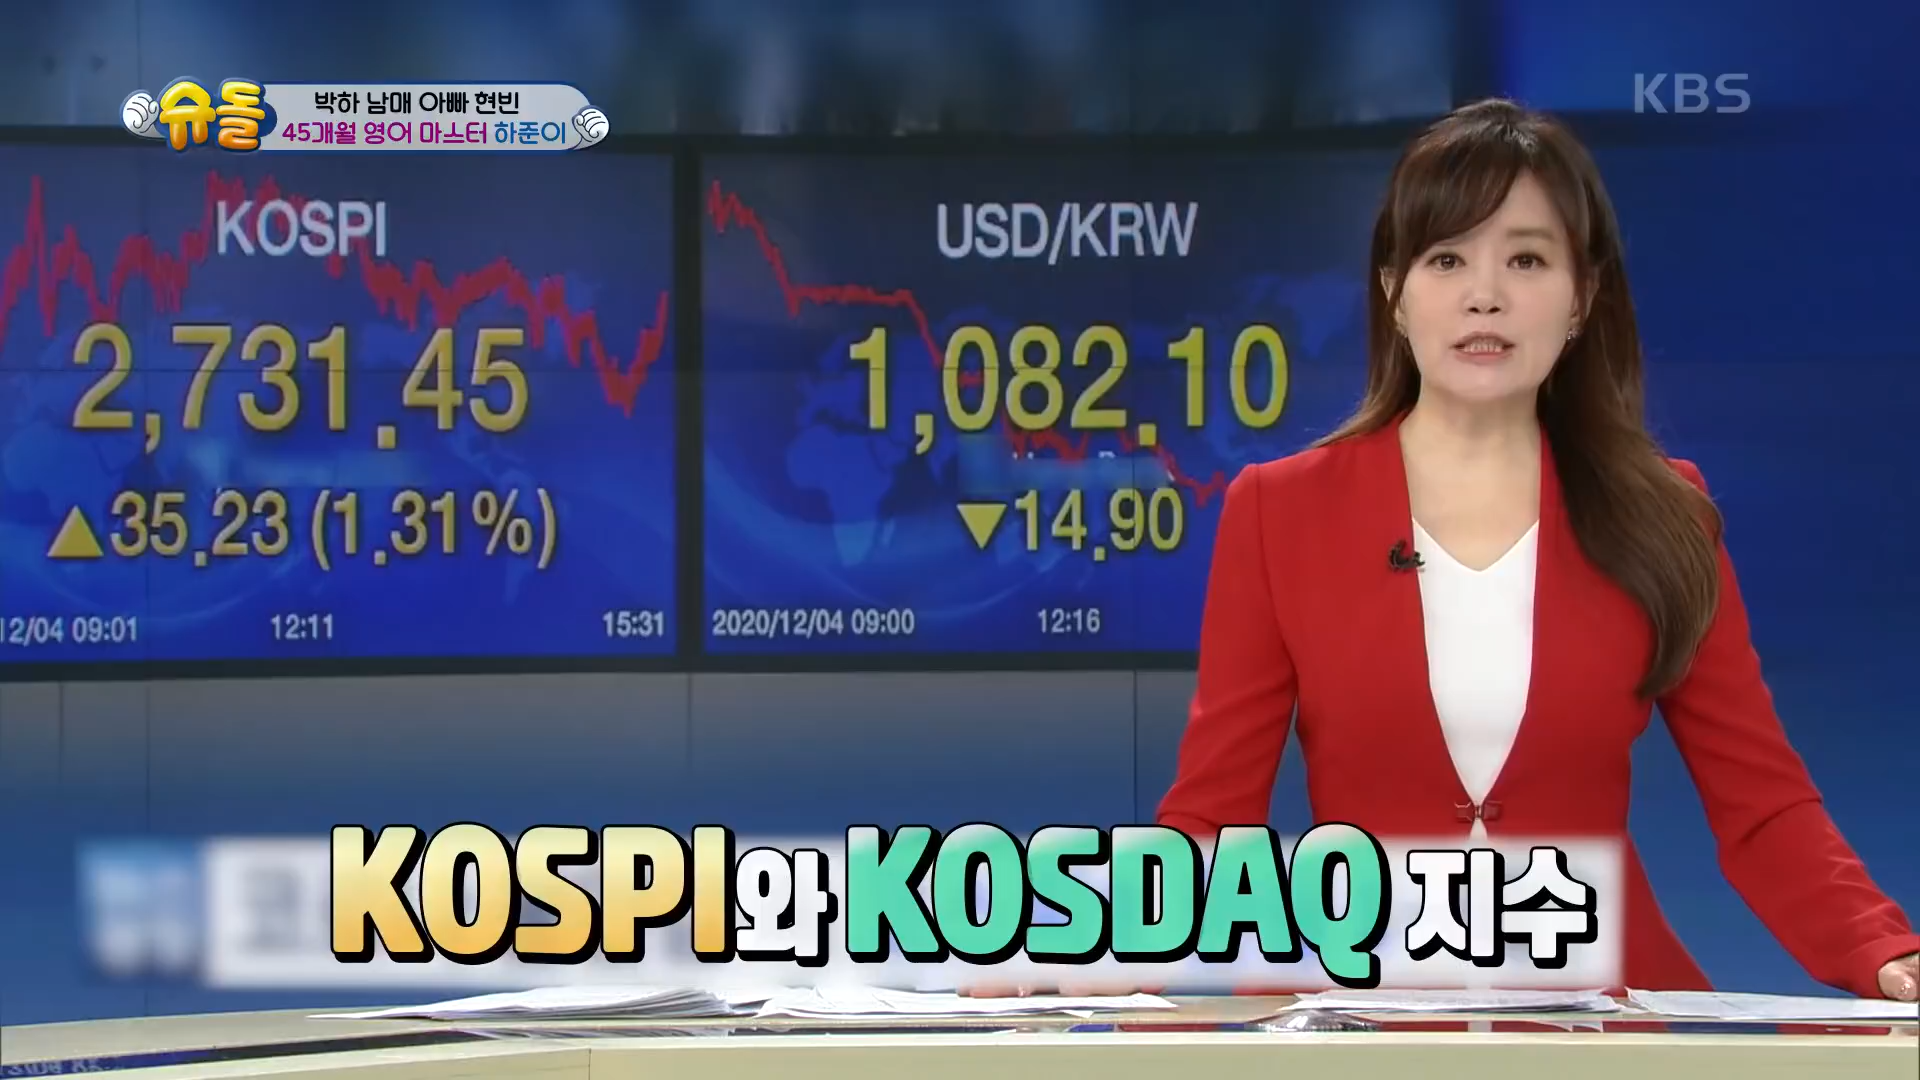 슈돌
박하 남매 아빠 현빈
45개월 영어 마스터 하준이
KBS
KOSPI
2,731.45
▲35.23 (1.31%)
12/04 09:01 12:11 15:31
USD/KRW
1,082.10
▼14.90
2020/12/04 09:00 12:16
KOSPI와 KOSDAQ 지수